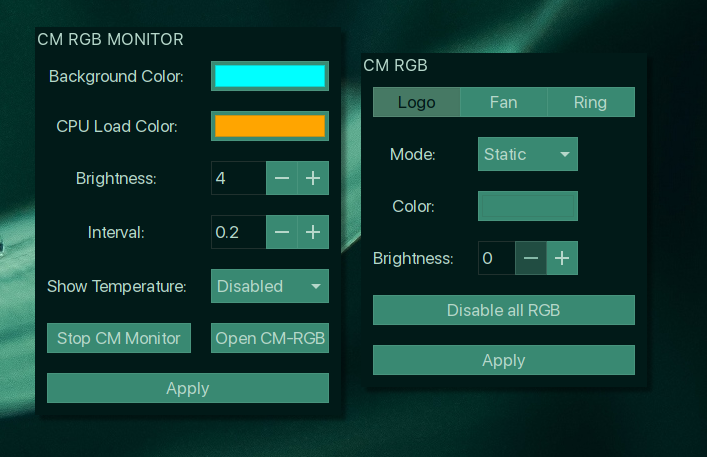 CM RGB MONITOR
Background Color:
CPU Load Color:
Brightness: 4
Interval: 0.2
Show Temperature: Disabled
Stop CM Monitor Open CM-RGB
Apply
CM RGB
Logo Fan Ring
Mode: Static
Color:
Brightness: 0
Disable all RGB
Apply